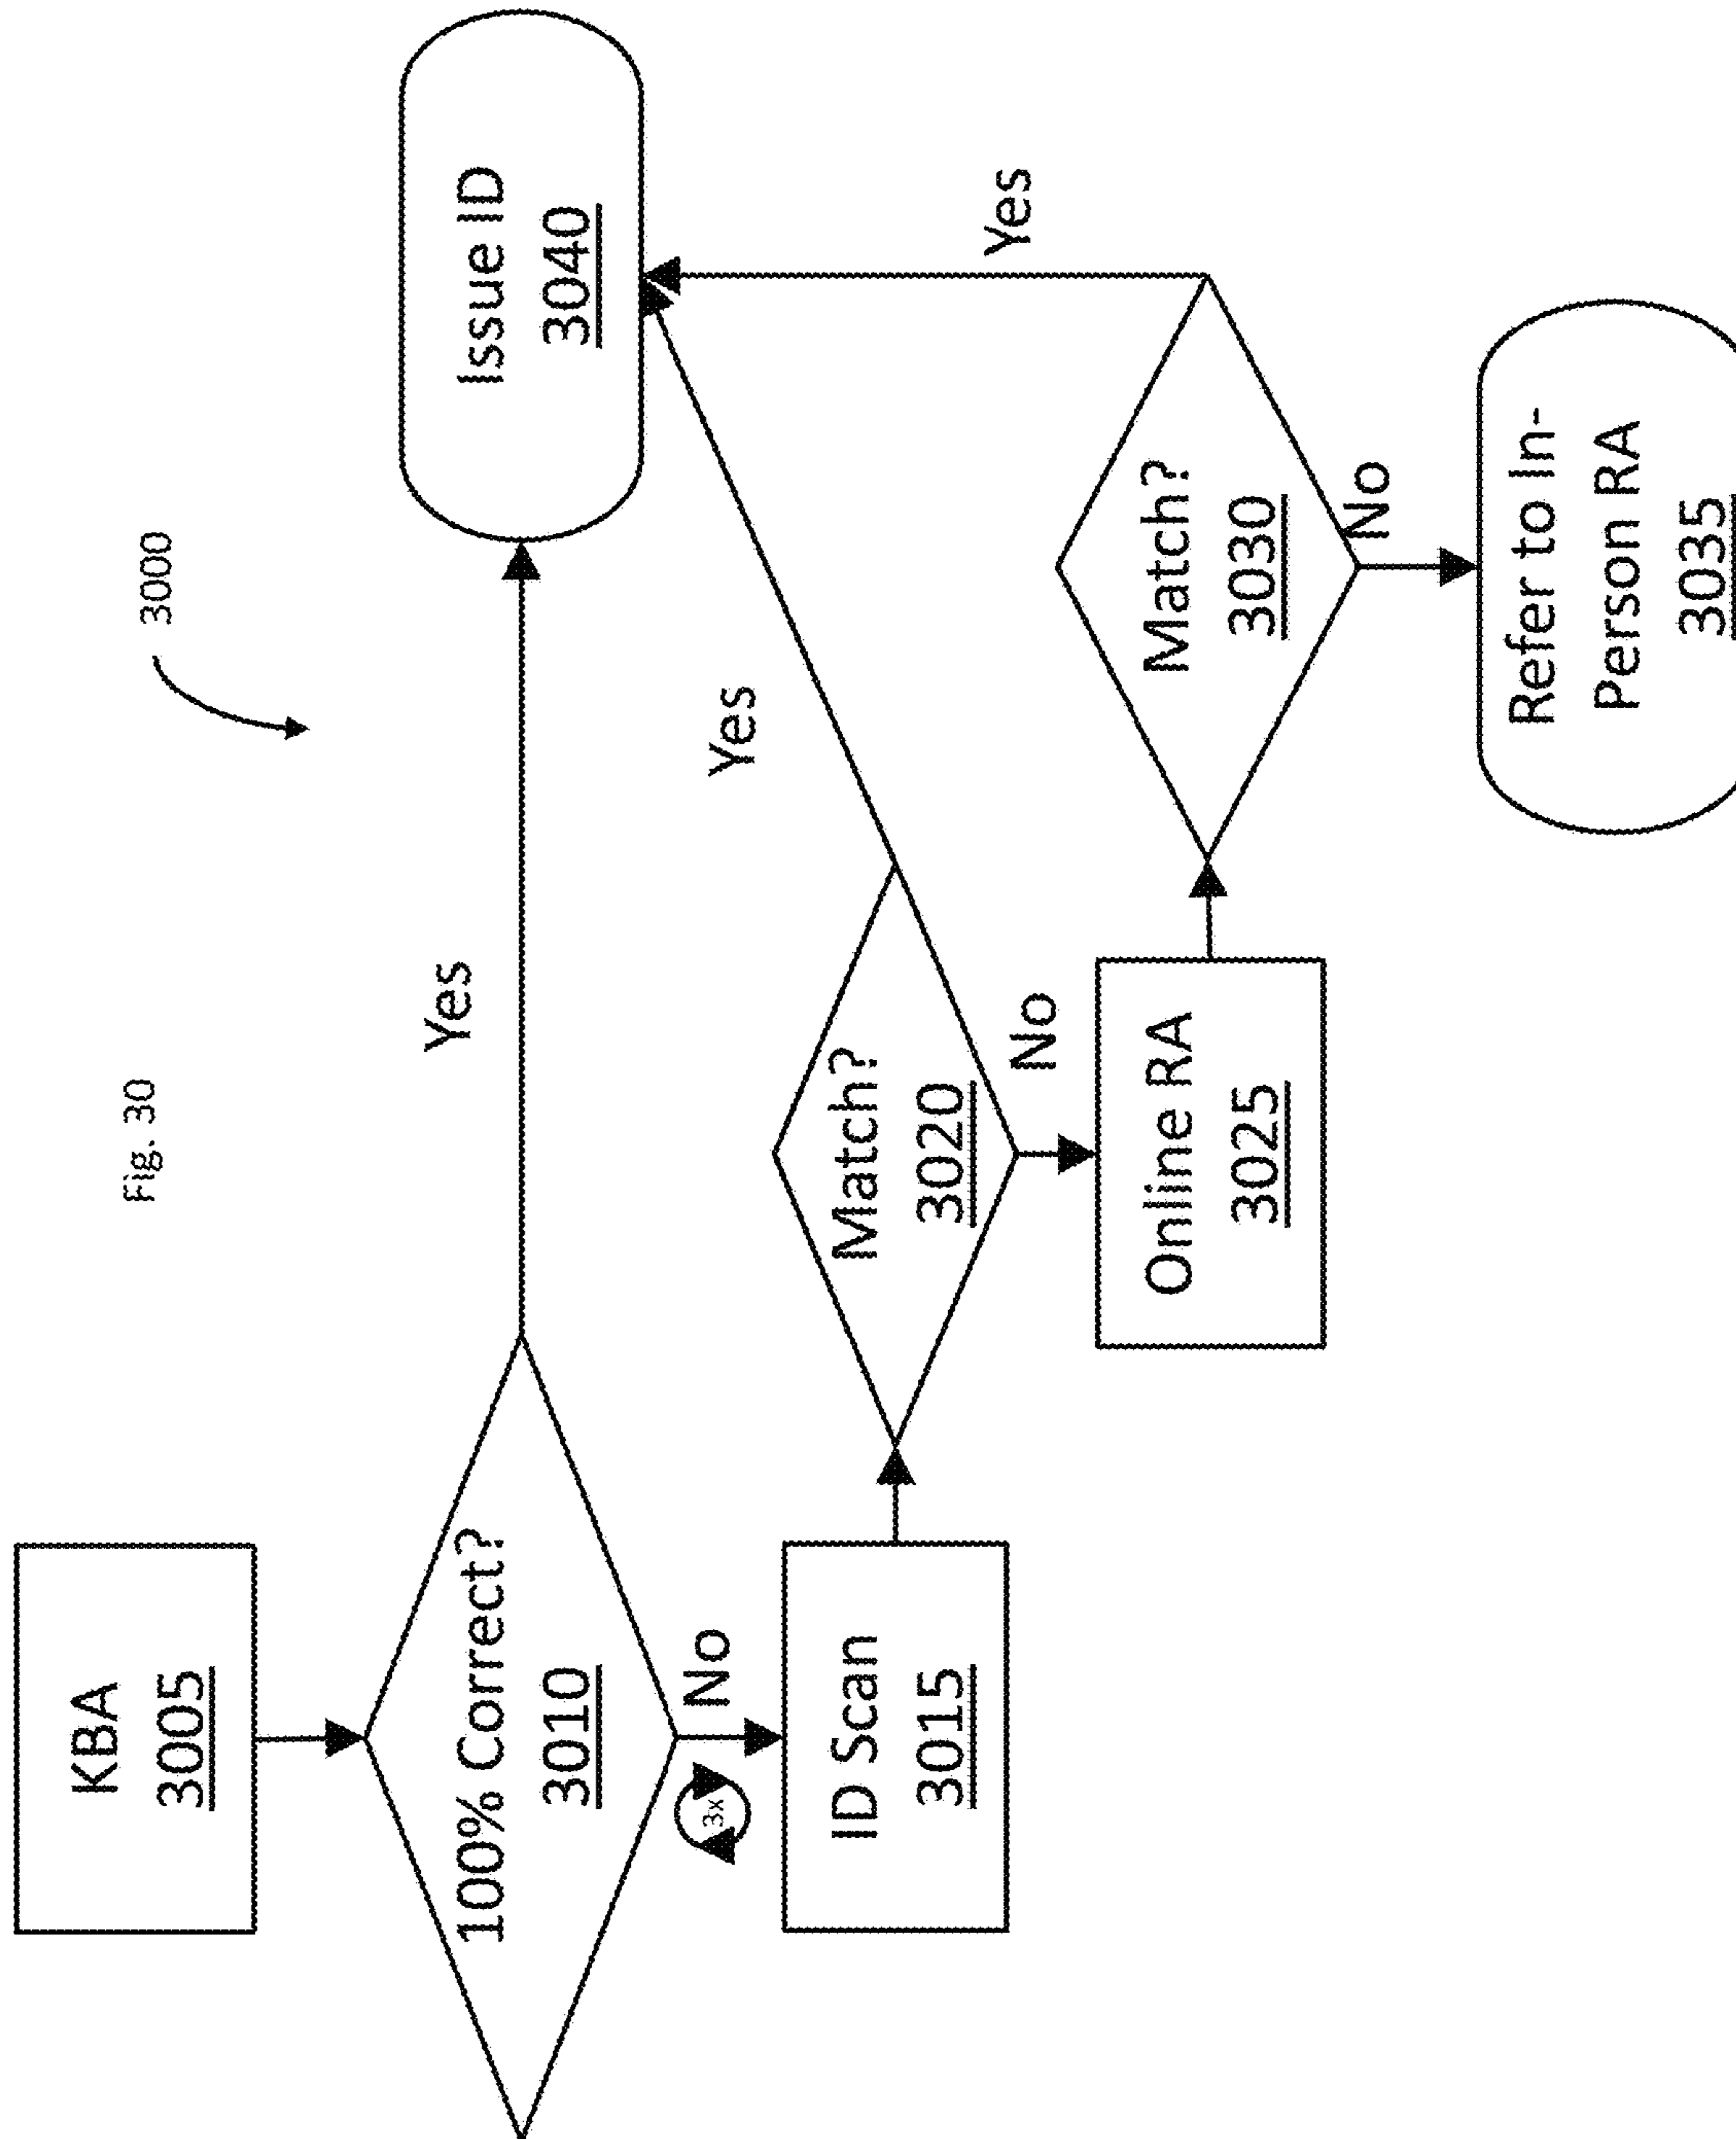 Fig. 30
3000
KBA
3005
100% Correct?
3010
Yes
No
3x
ID Scan
3015
Match?
3020
Yes
No
Online RA
3025
Match?
3030
Yes
No
Refer to In-
Person RA
3035
Issue ID
3040